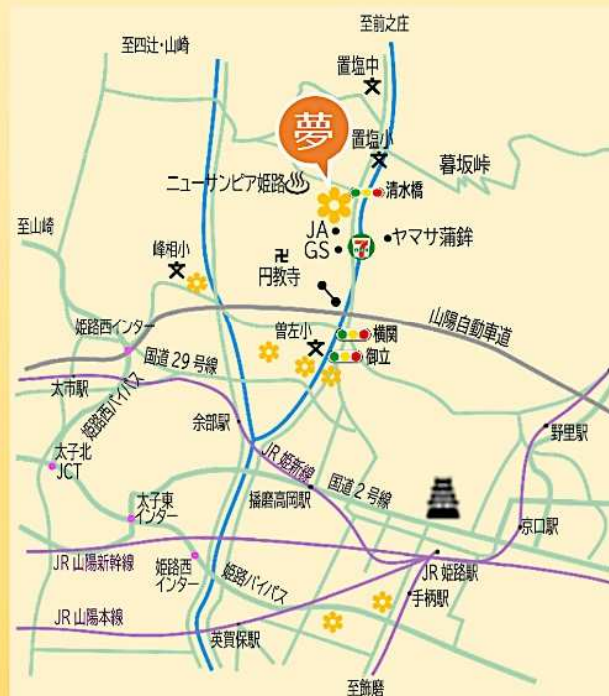 至前之庄
至四辻・山崎
置塩中
夢
置塩小
暮坂峠
ニューサンピア姫路
清水橋
至山崎
JA
ヤマサ蒲鉾
GS
7
峰相小
円教寺
山陽自動車道
姫路西インター
曽左小
横関
国道29号線
御立
太市駅
姫路西バイパス
余部駅
野里駅
太子北
JCT
JR姫新線
国道2号線
播磨高岡駅
太子東
インター
京口駅
JR山陽新幹線
姫路西
インター
姫路バイパス
JR姫路駅
手柄駅
JR山陽本線
英賀保駅
至飾磨